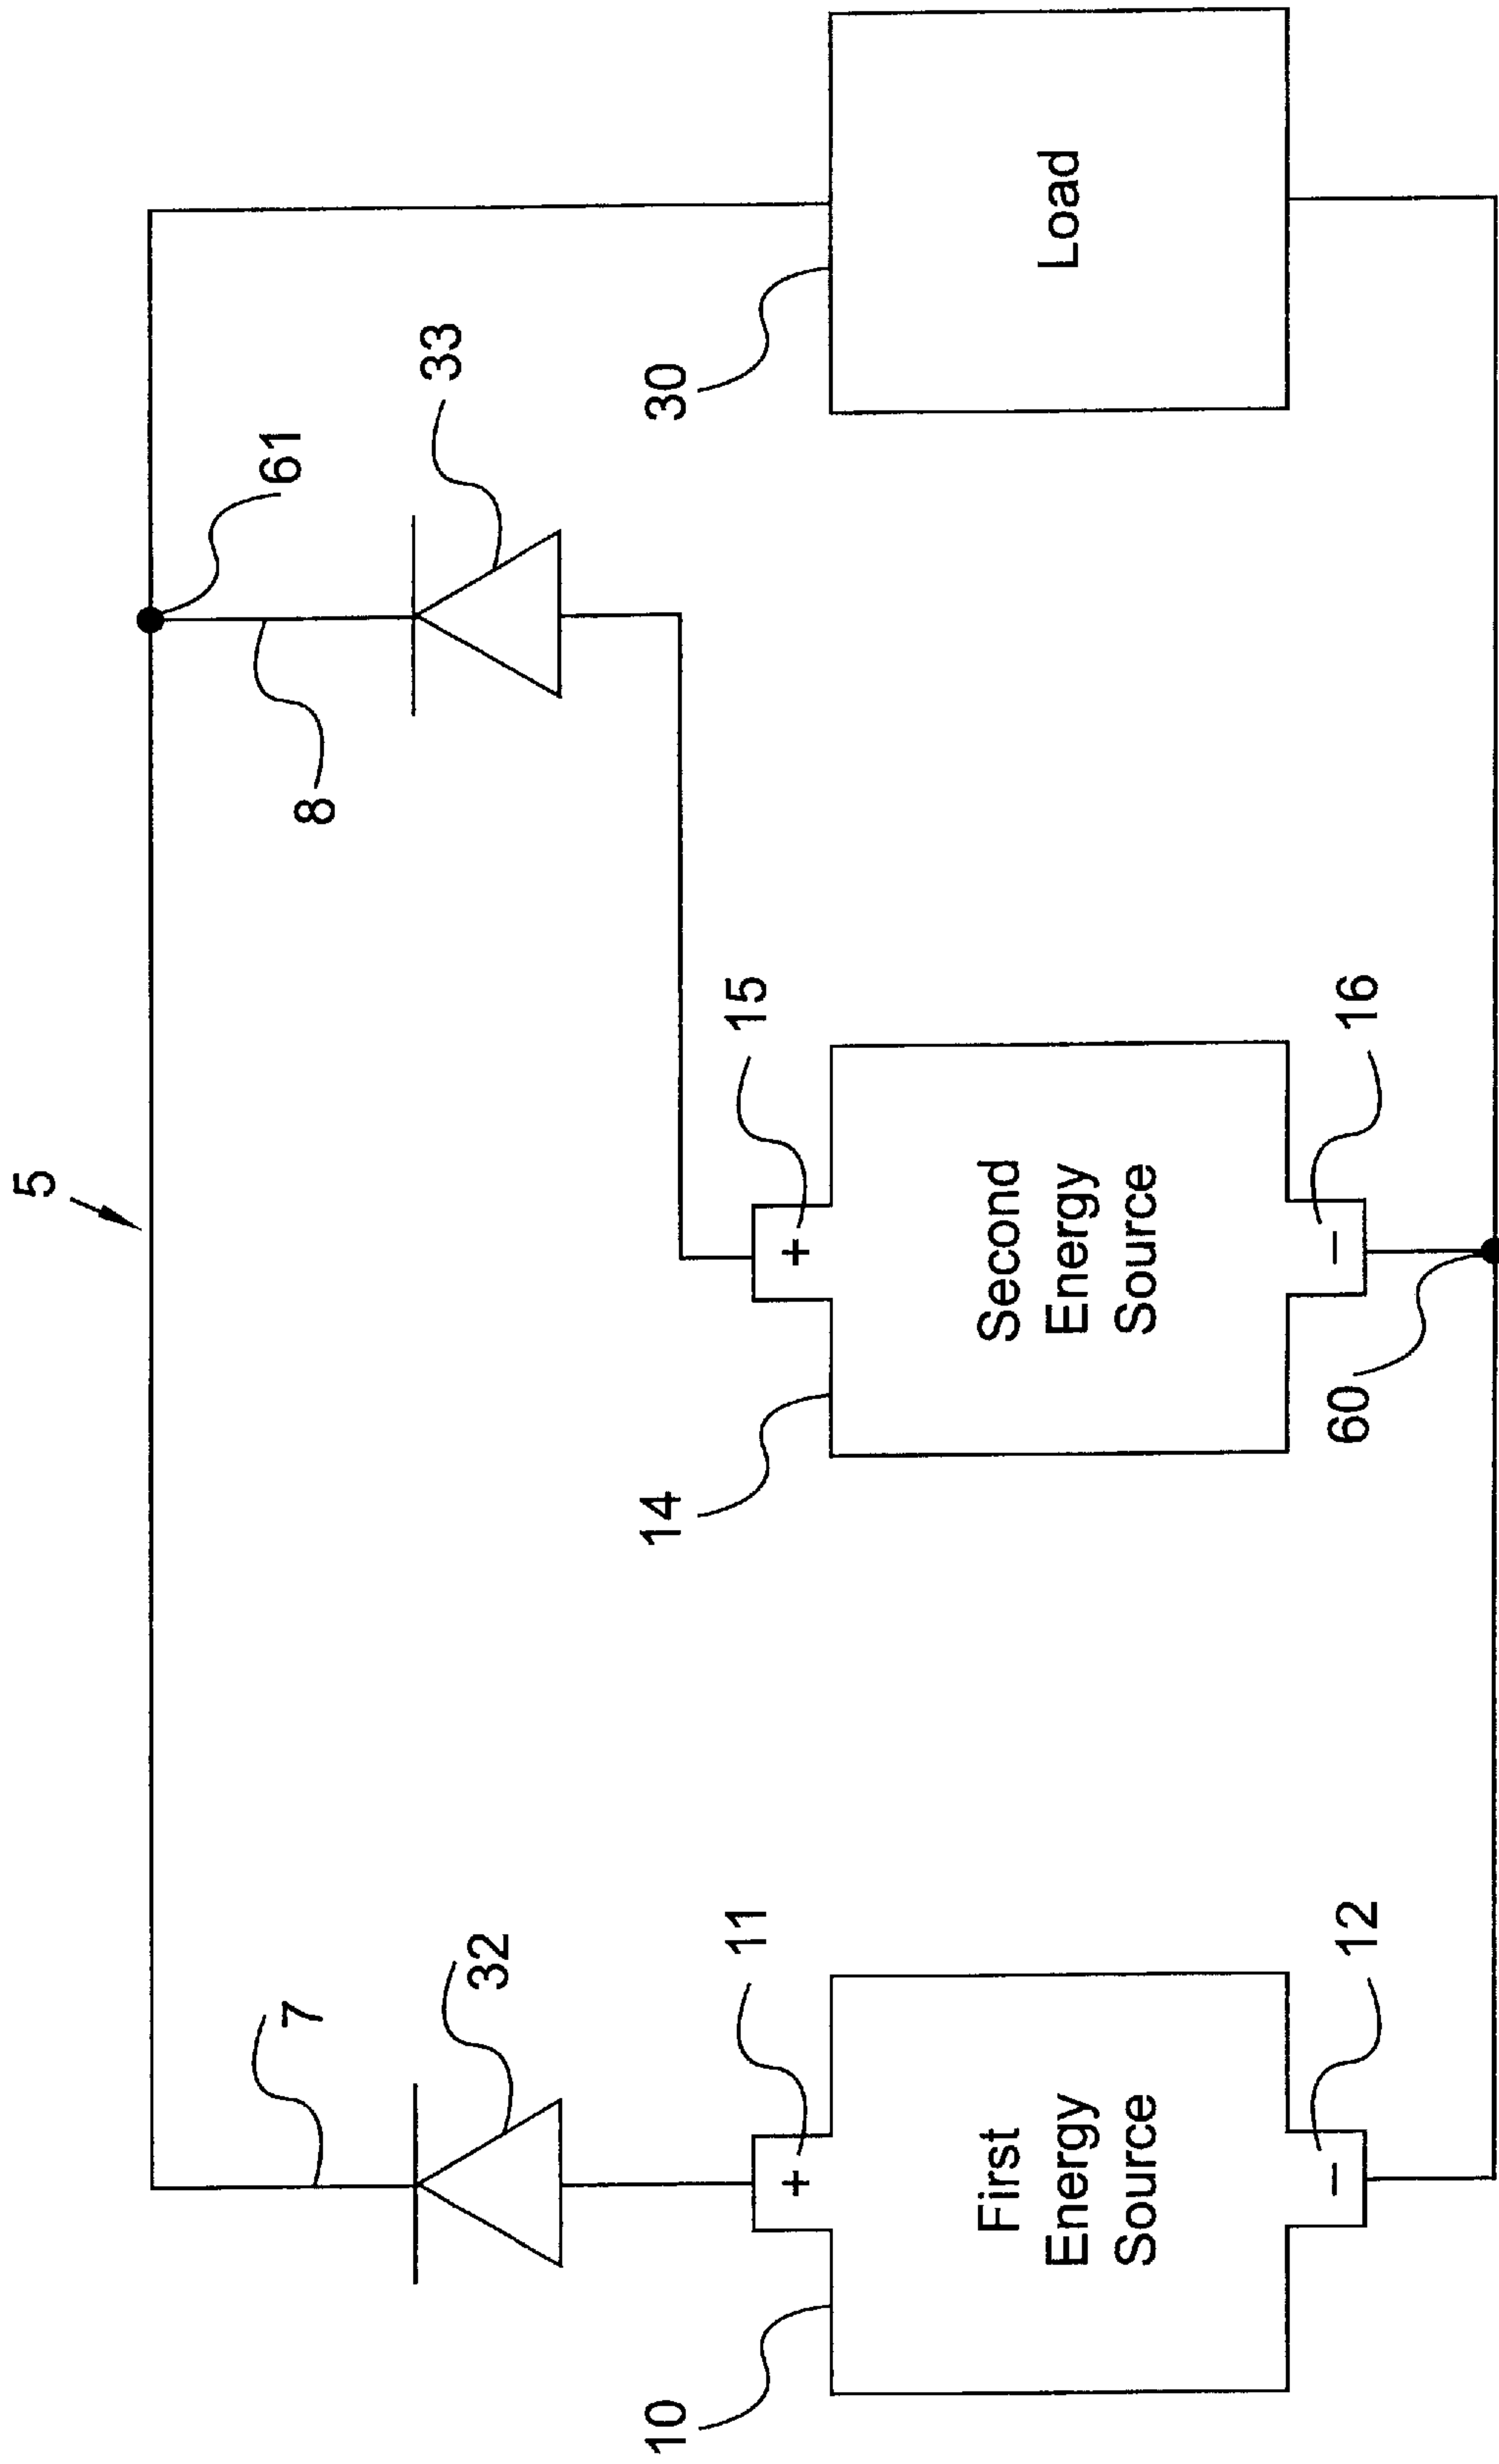 5
7
32
11
+
10
First
Energy
Source
−
12
61
8
33
15
+
14
Second
Energy
Source
−
16
60
30
Load